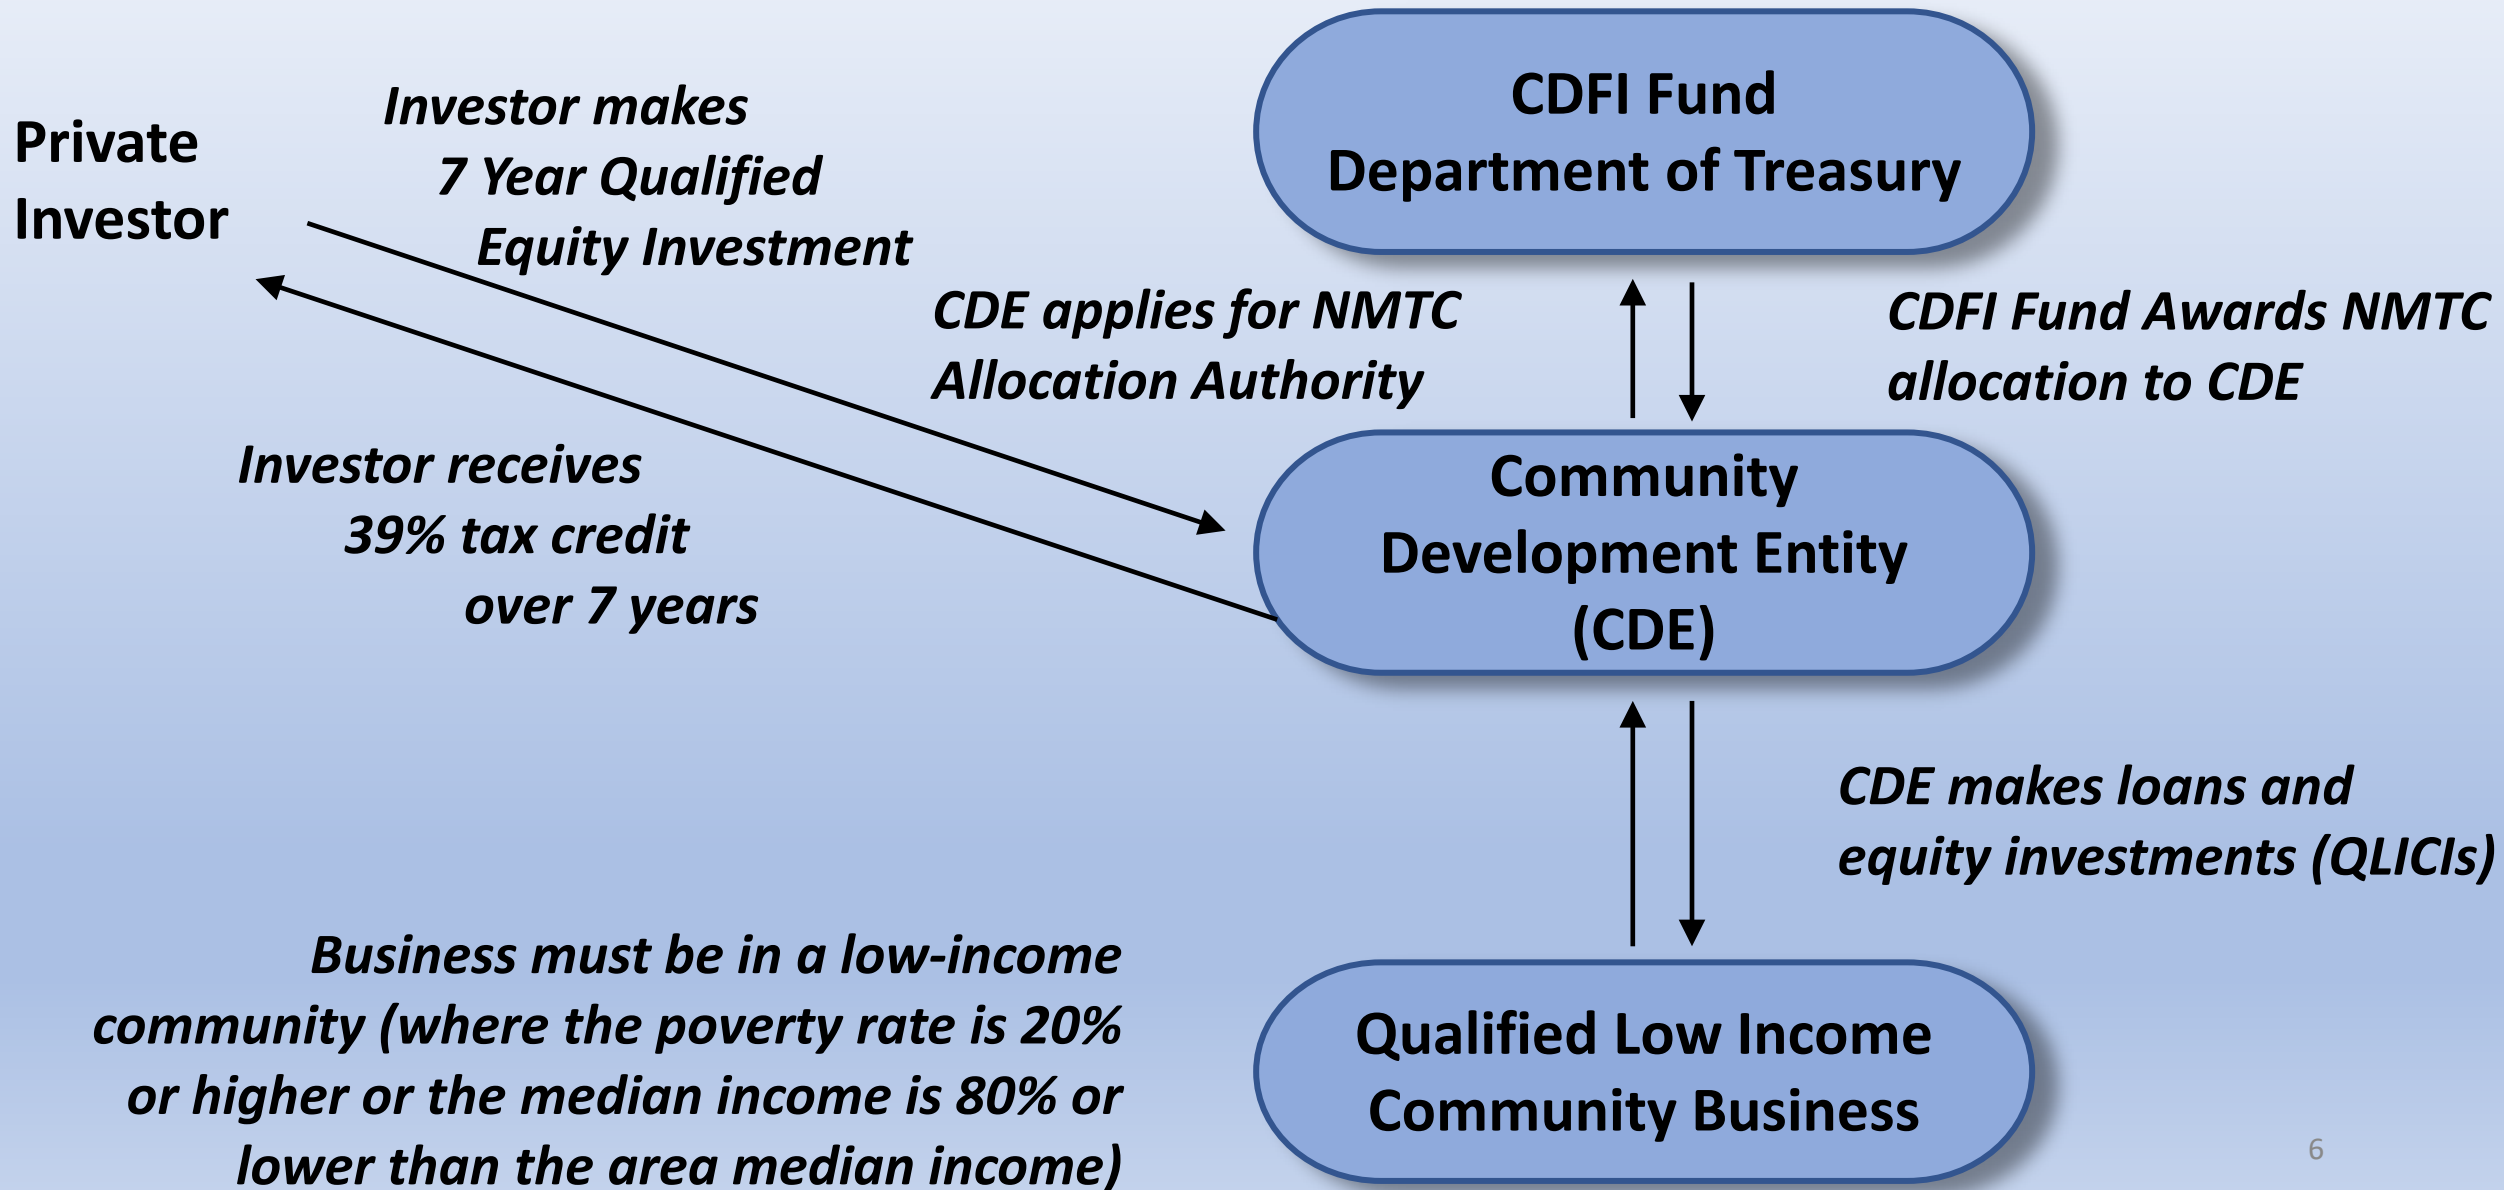 CDFI Fund
Department of Treasury
Private
Investor
Investor makes
7 Year Qualified
Equity Investment
CDE applies for NMTC
Allocation Authority
CDFI Fund Awards NMTC
allocation to CDE
Investor receives
39% tax credit
over 7 years
Community
Development Entity
(CDE)
CDE makes loans and
equity investments (QLICIs)
Business must be in a low-income
community (where the poverty rate is 20%
or higher or the median income is 80% or
lower than the area median income)
Qualified Low Income
Community Business
6